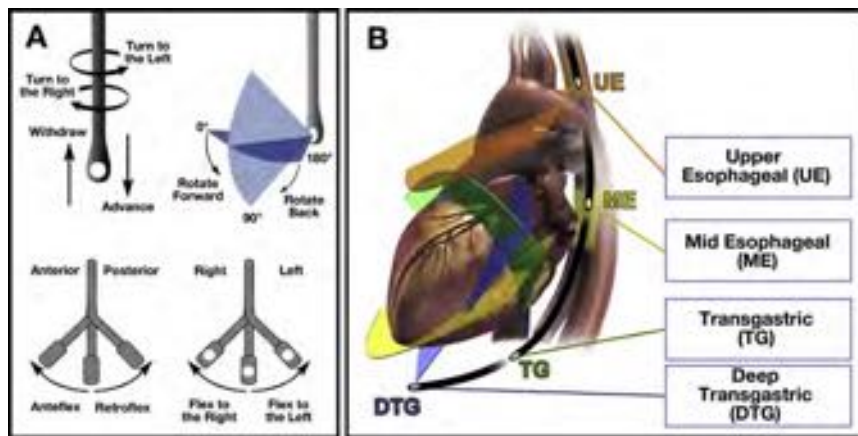 A
Turn to
the Left
Turn to
the Right
Withdraw
Advance
0°
180°
Rotate
Forward
Rotate
Back
90°
Anterior
Posterior
Right
Left
Anteflex
Retroflex
Flex to
the Right
Flex to
the Left
B
UE
ME
TG
DTG
Upper
Esophageal (UE)
Mid Esophageal
(ME)
Transgastric
(TG)
Deep
Transgastric
(DTG)